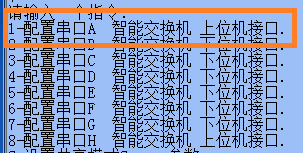 请输入一个指令:
1-配置串口A 智能交换机 上位机接口.
2-配置串口B 智能交换机 下位机接口.
3-配置串口C 智能交换机 下位机接口.
4-配置串口D 智能交换机 下位机接口.
5-配置串口E 智能交换机 下位机接口.
6-配置串口F 智能交换机 下位机接口.
7-配置串口G 智能交换机 下位机接口.
8-配置串口H 智能交换机 上位机接口.